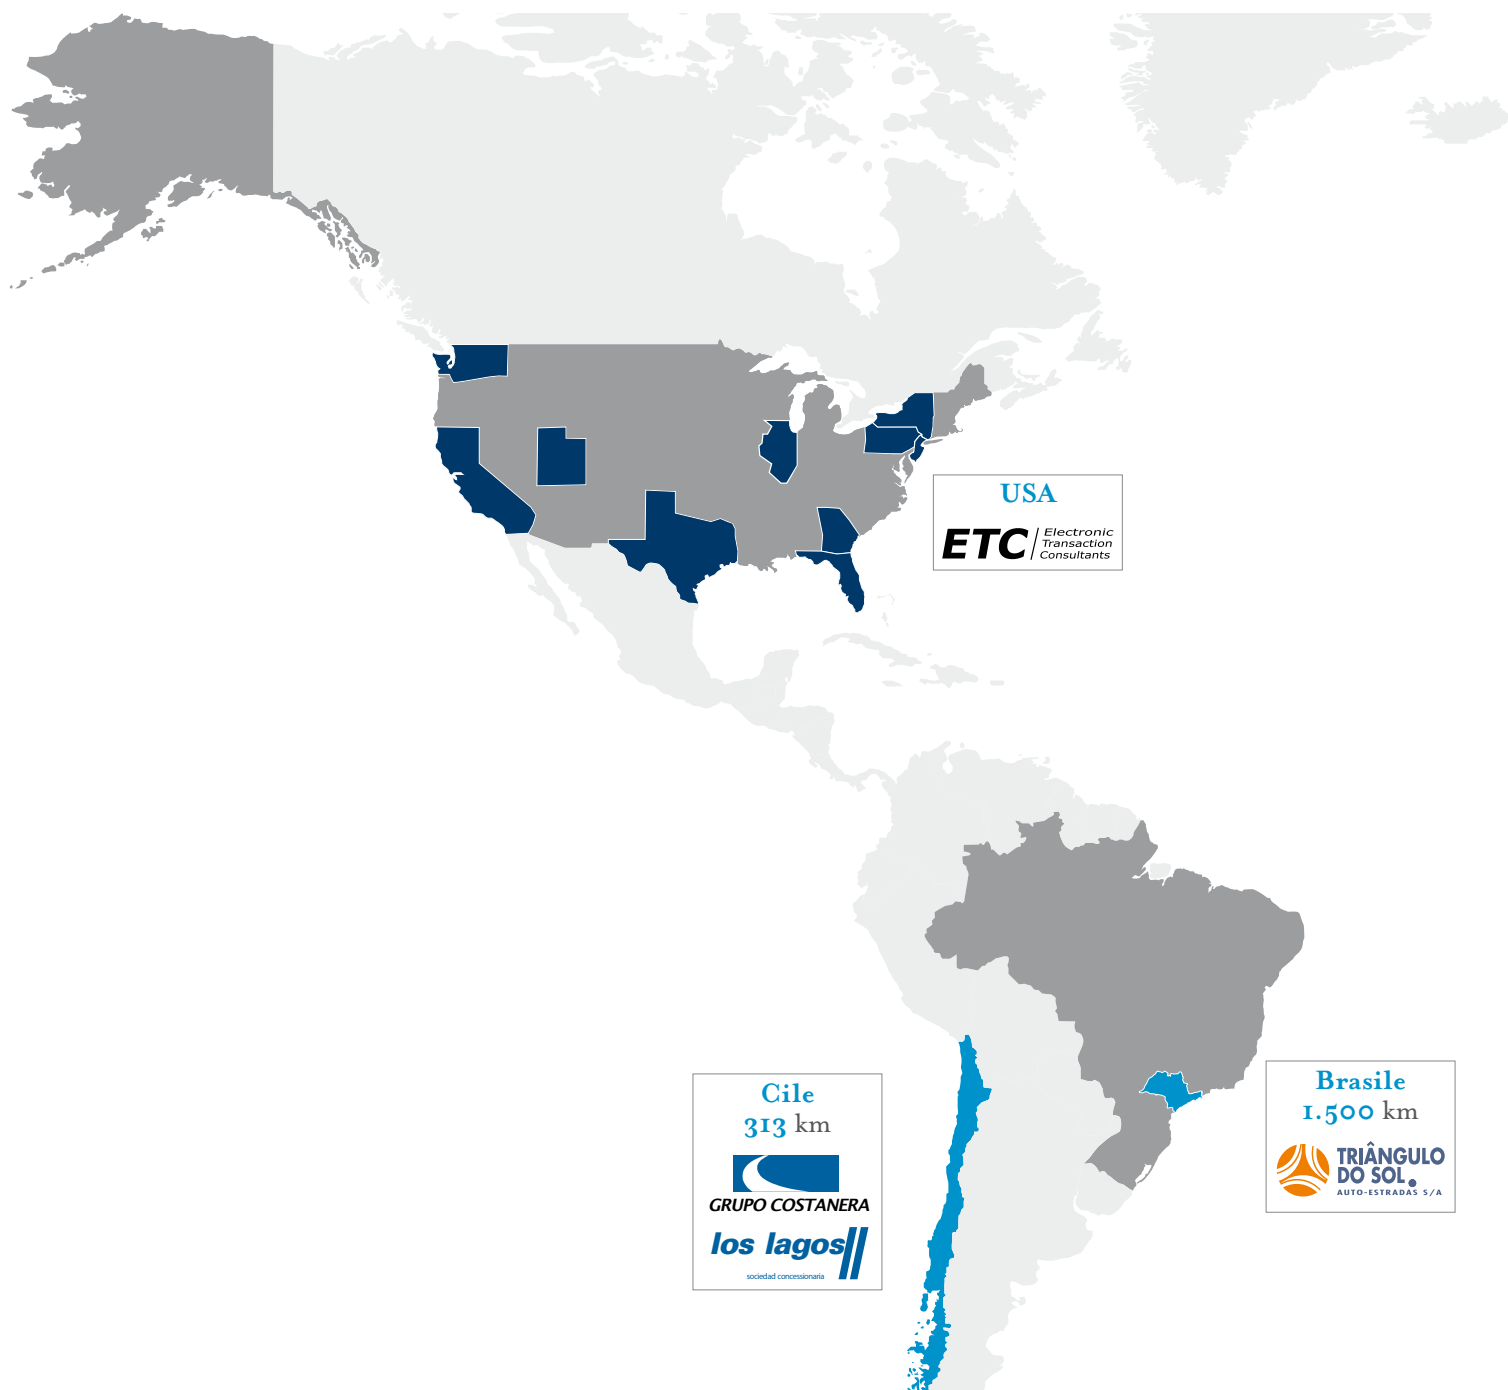 USA
ETC
Electronic
Transaction
Consultants
Cile
313 km
GRUPO COSTANERA
los lagos
sociedad concessionaria
Brasile
1.500 km
TRIÂNGULO
DO SOL
AUTO-ESTRADAS S/A